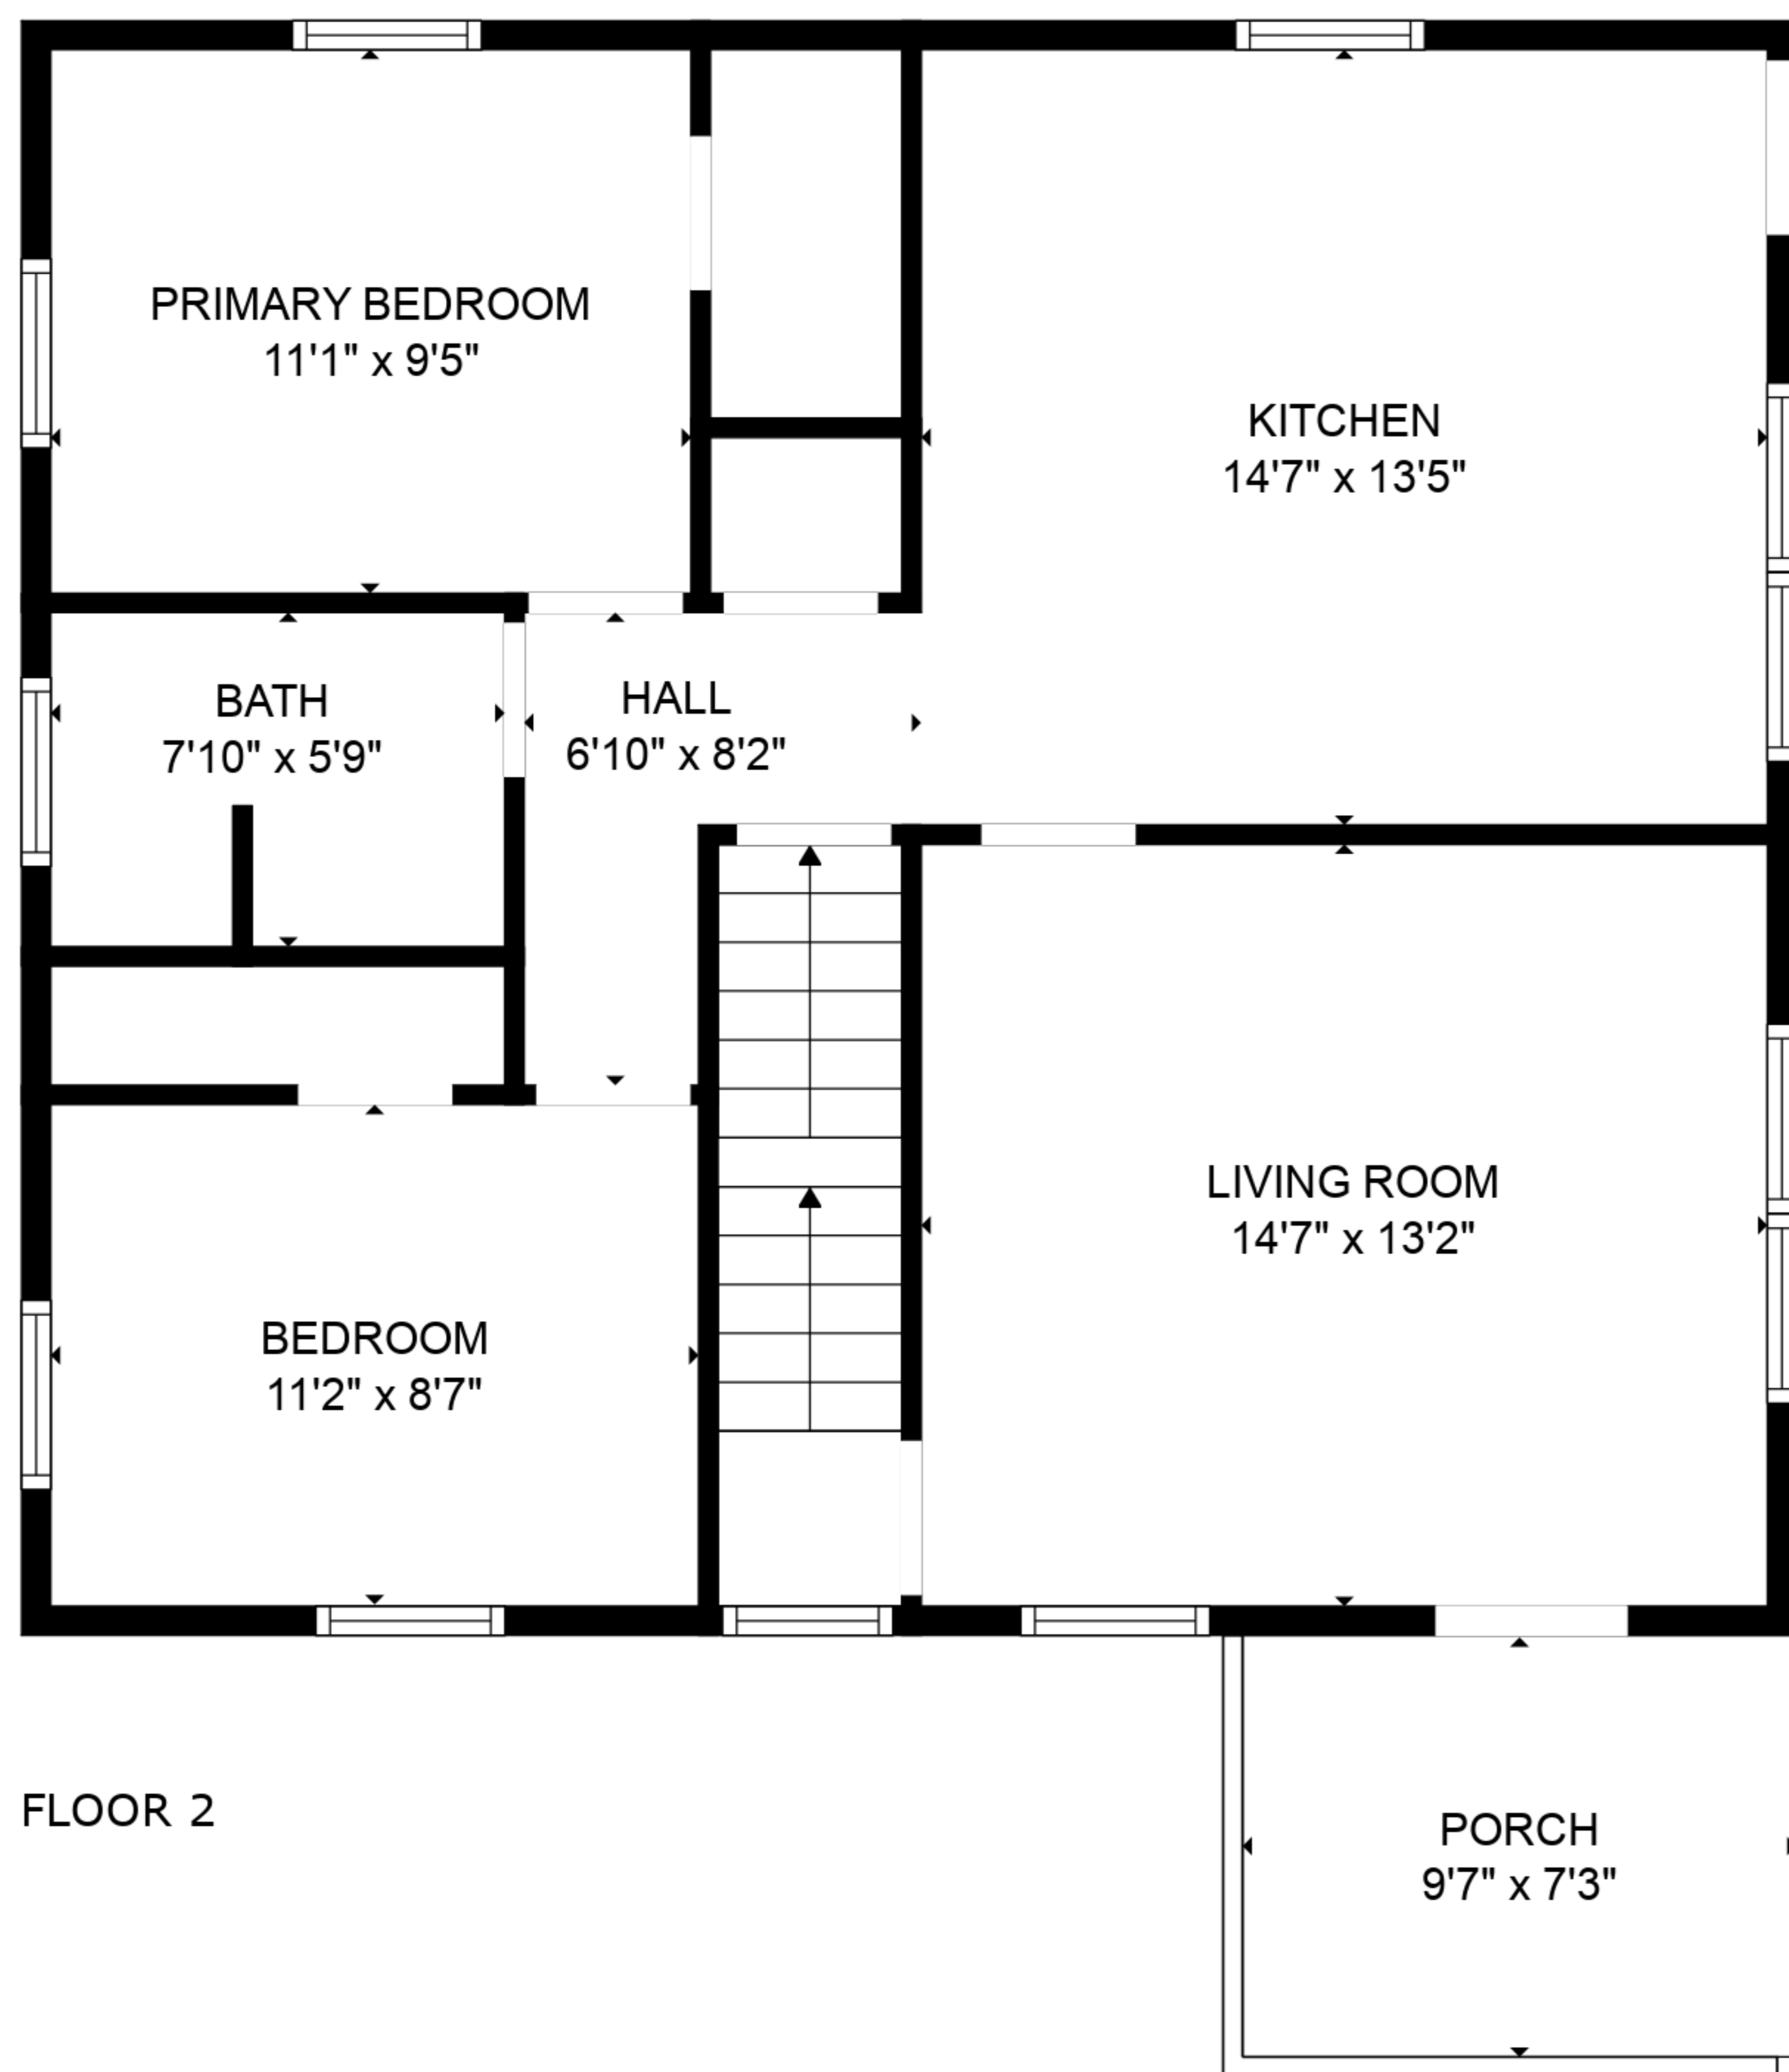 PRIMARY BEDROOM
11'1" x 9'5"
KITCHEN
14'7" x 13'5"
BATH
7'10" x 5'9"
HALL
6'10" x 8'2"
LIVING ROOM
14'7" x 13'2"
BEDROOM
11'2" x 8'7"
FLOOR 2
PORCH
9'7" x 7'3"